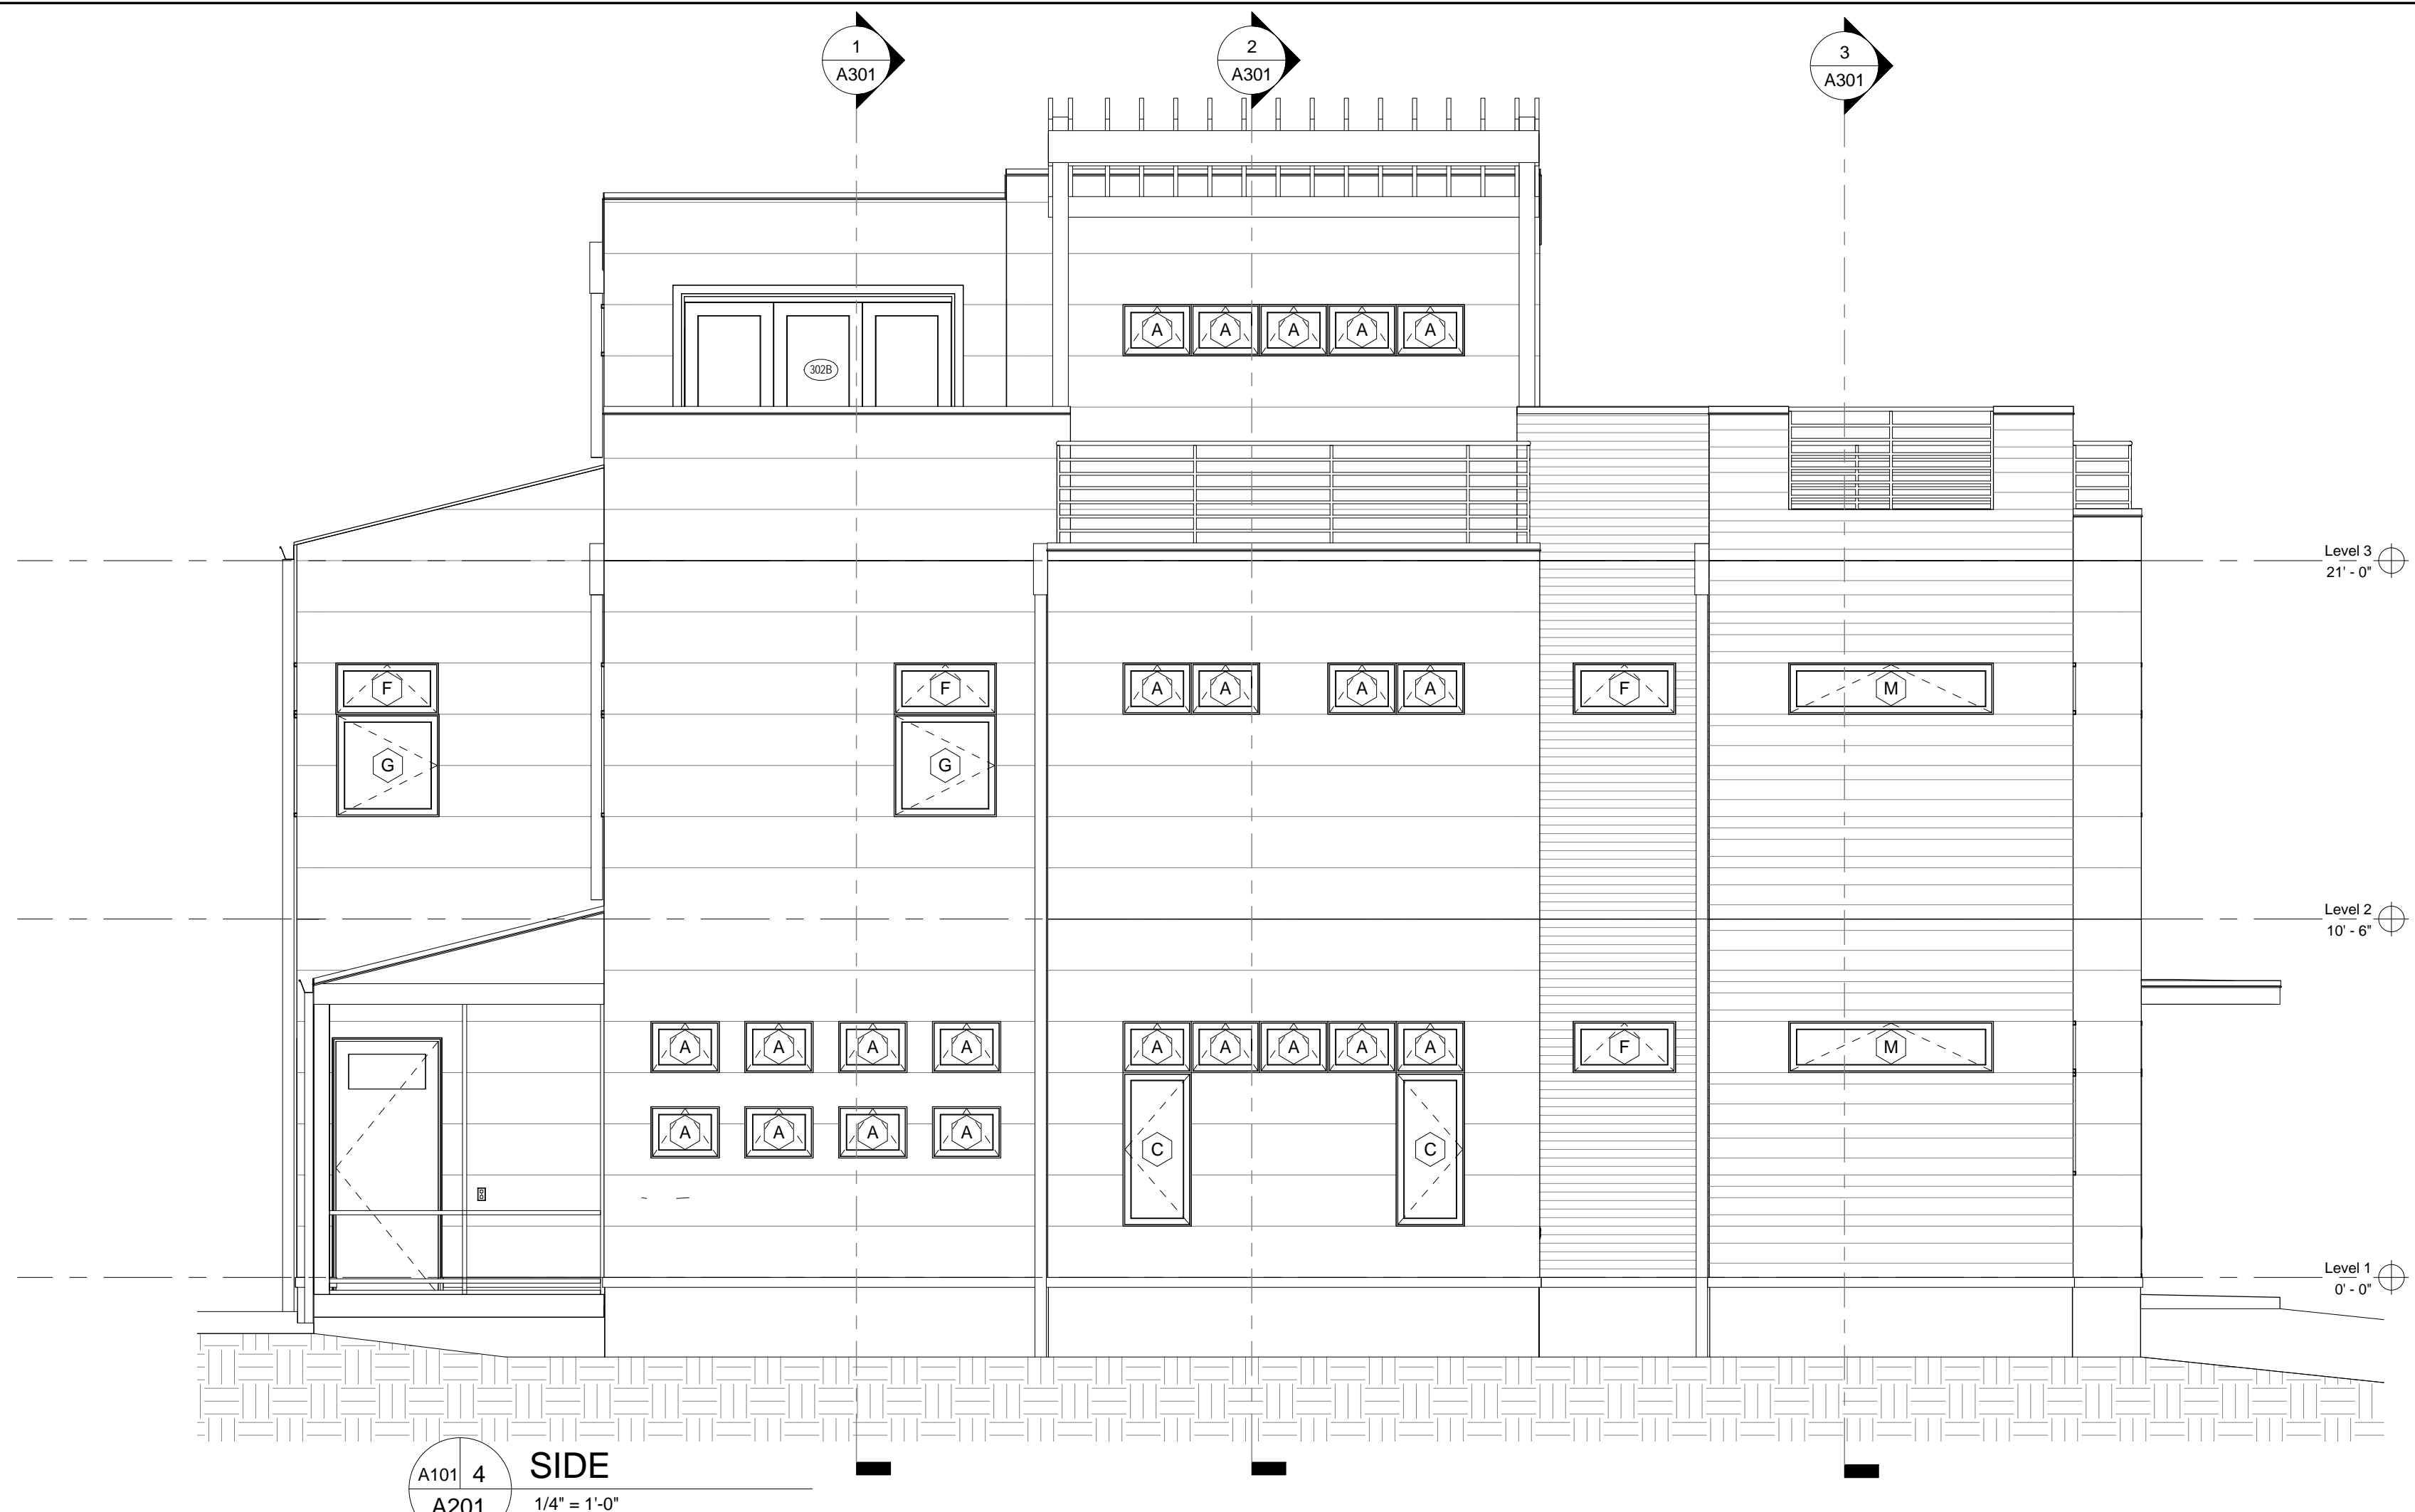 1
A301
2
A301
3
A301
A A A A A
302B
Level 3
21' - 0"
F F A A A A F M
G G
Level 2
10' - 6"
A A A A A A A A A F M
A A A A
C C
Level 1
0' - 0"
A101 4
A201
SIDE
1/4" = 1'-0"